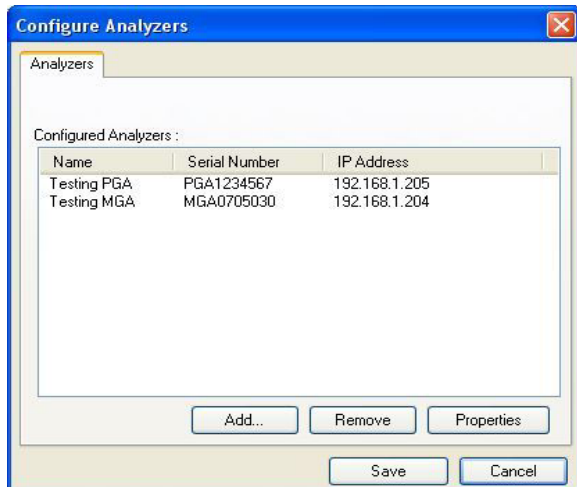 Configure Analyzers
Analyzers
Configured Analyzers :
Name Serial Number IP Address
Testing PGA PGA1234567 192.168.1.205
Testing MGA MGA0705030 192.168.1.204
Add... Remove Properties
Save Cancel